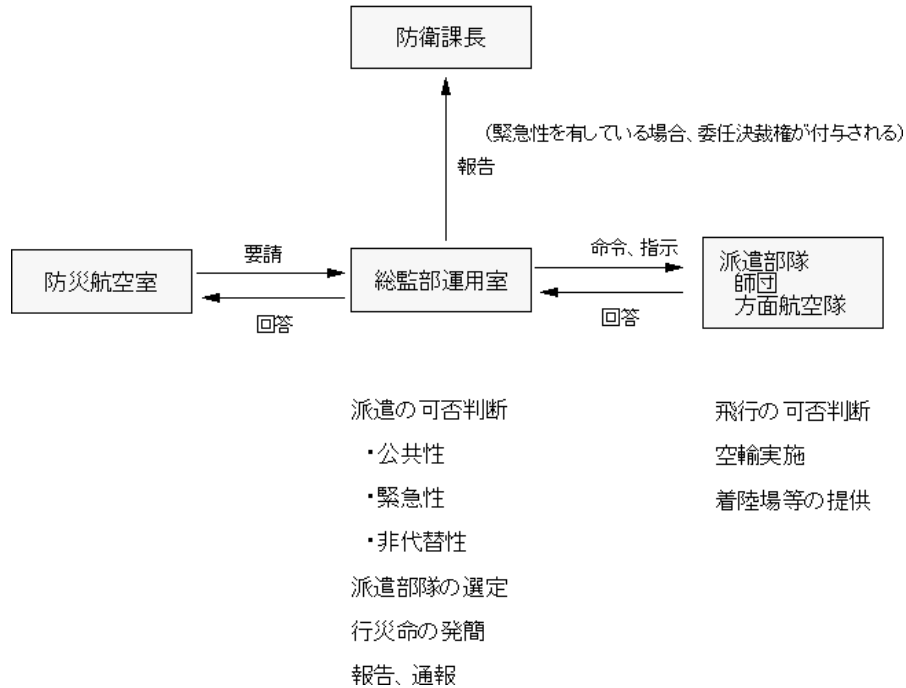 防衛課長
(緊急性を有している場合、委任決裁権が付与される)
報告
防災航空室
要請
回答
総監部運用室
命令、指示
回答
派遣部隊
師団
方面航空隊
派遣の可否判断
・公共性
・緊急性
・非代替性
派遣部隊の選定
行災命の発簡
報告、通報
飛行の可否判断
空輸実施
着陸場等の提供